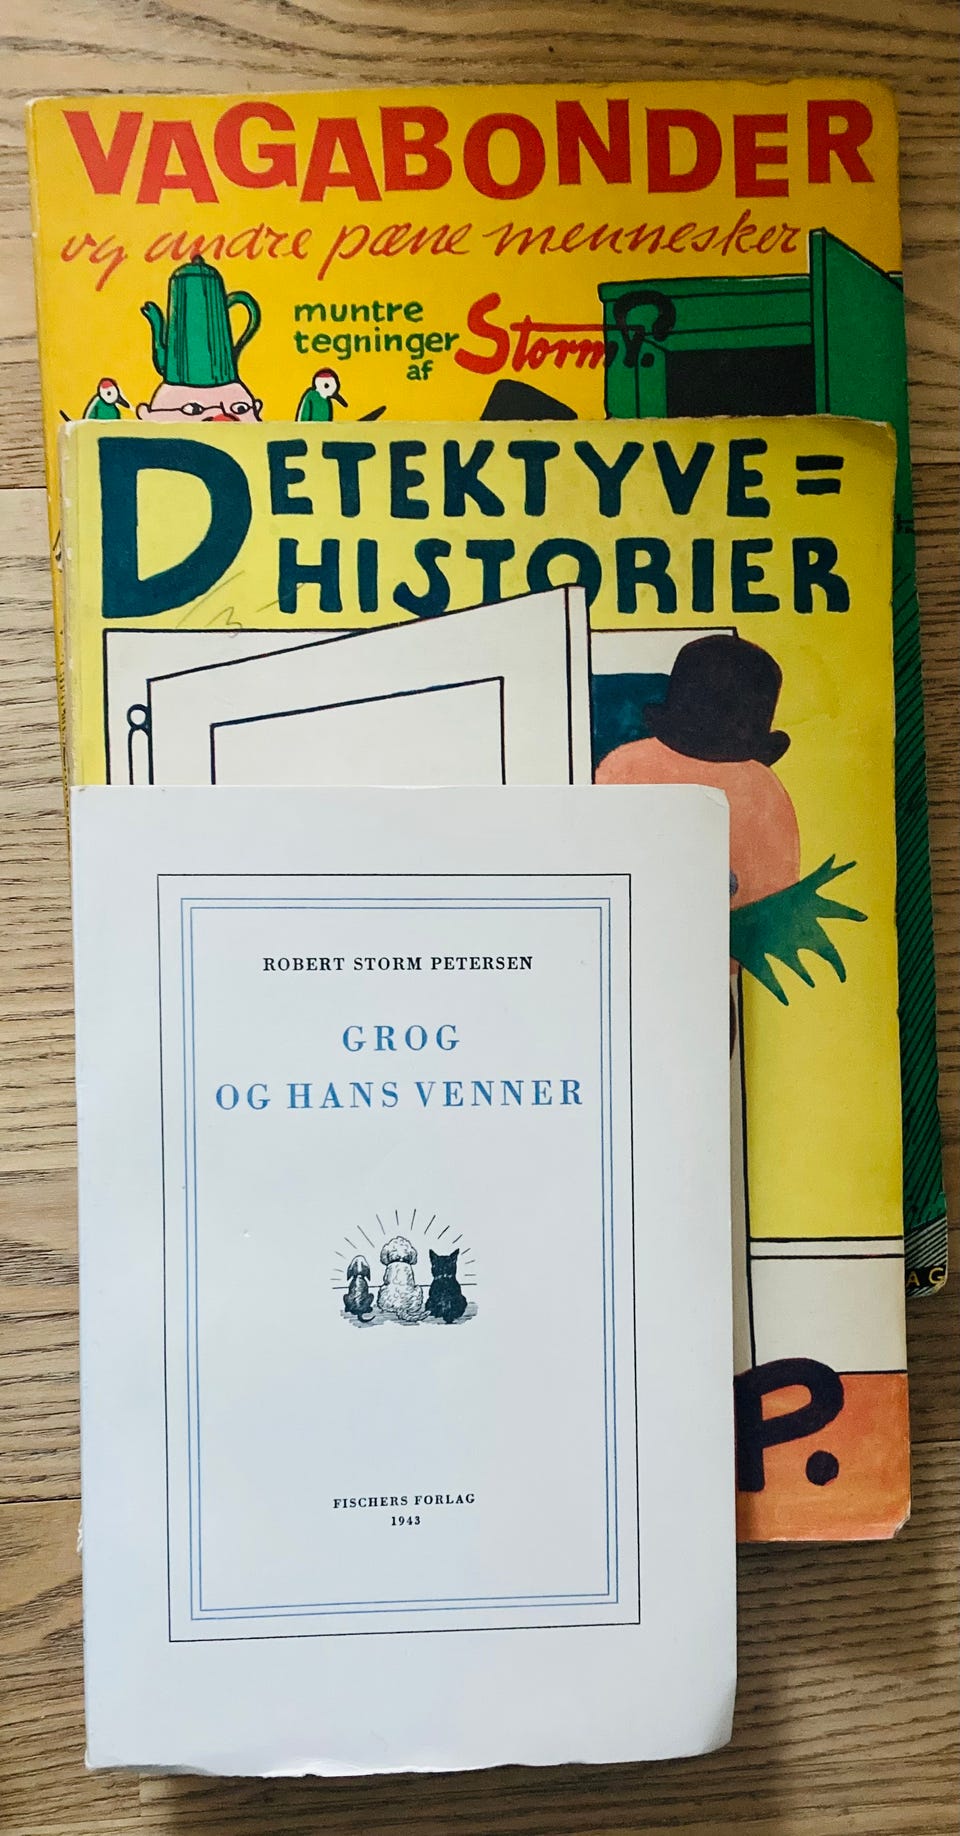 VAGABONDER
og andre pæne mennesker
muntre
tegninger
af Storm P.
DETEKTYVE=
HISTORIER
ROBERT STORM PETERSEN
GROG
OG HANS VENNER
FISCHERS FORLAG
1943
AG
P.